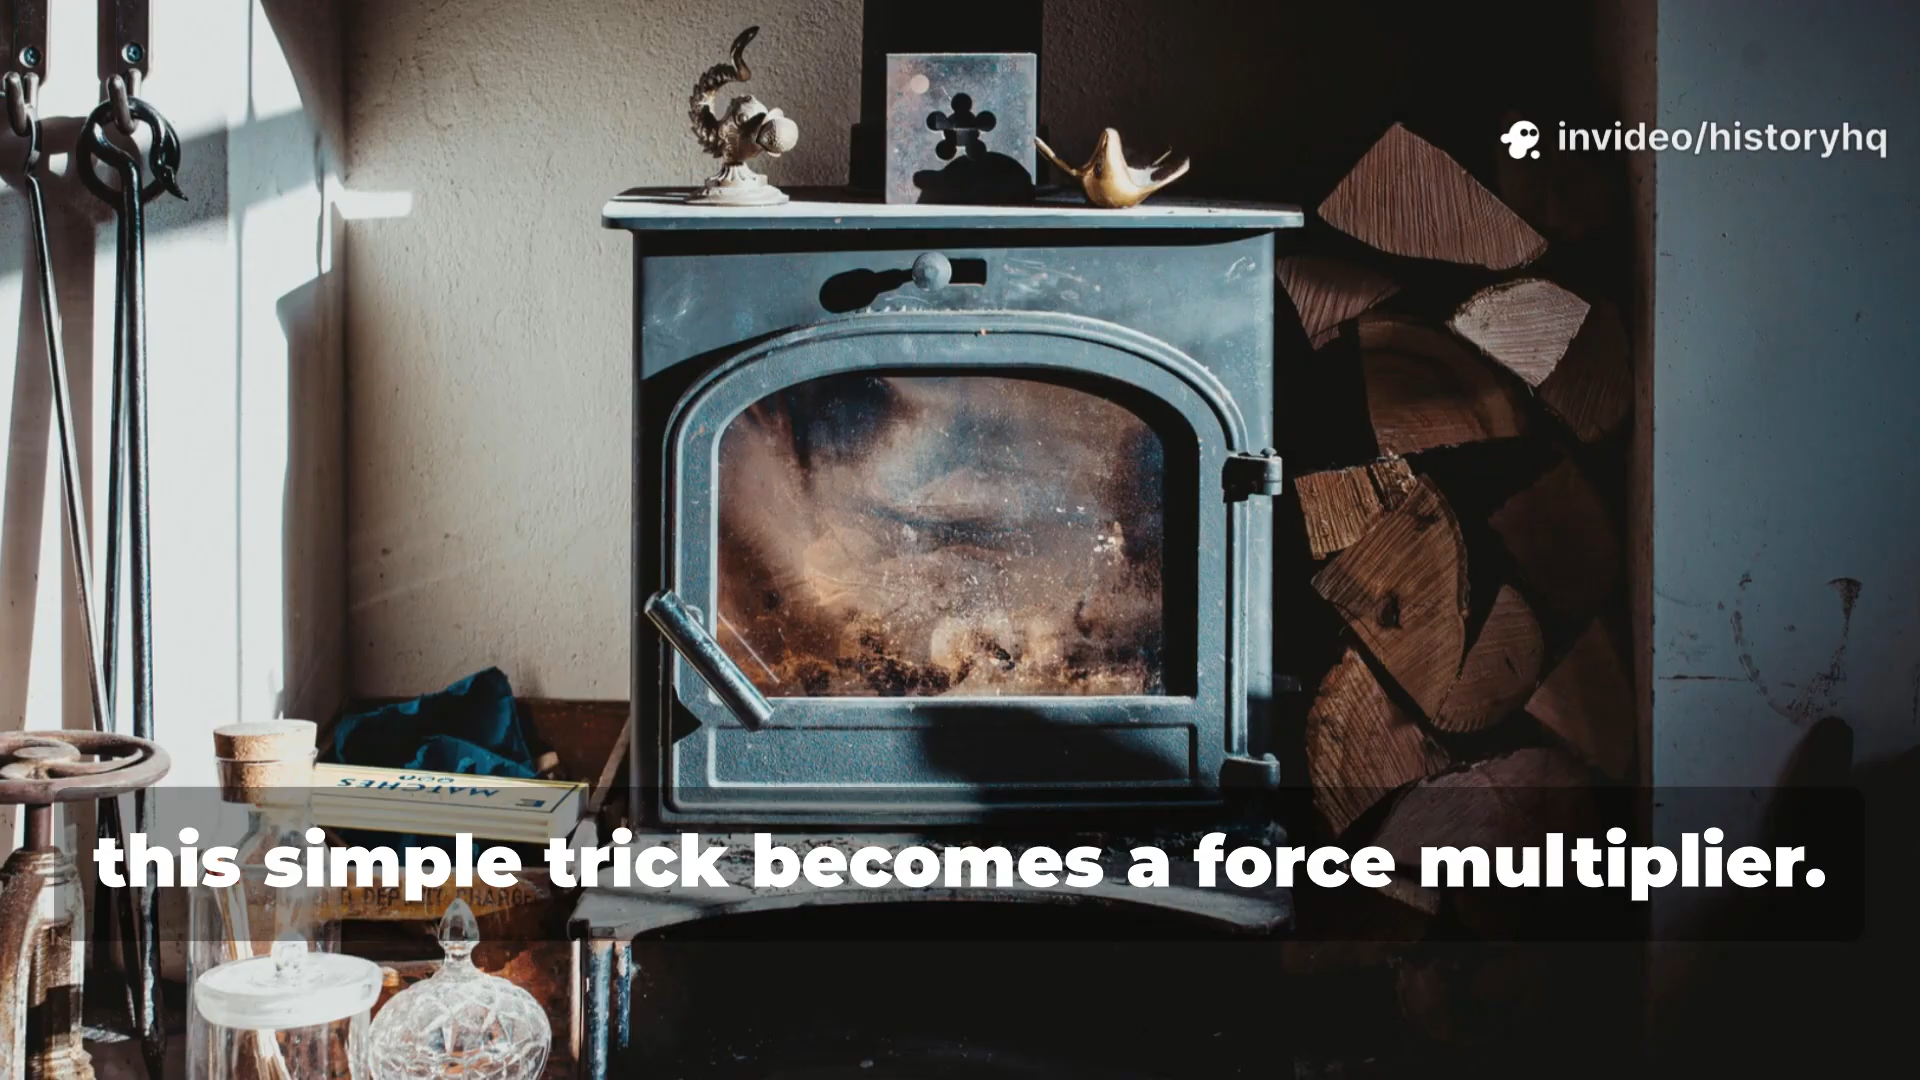 invideo/historyhq
MATCHES
this simple trick becomes a force multiplier.